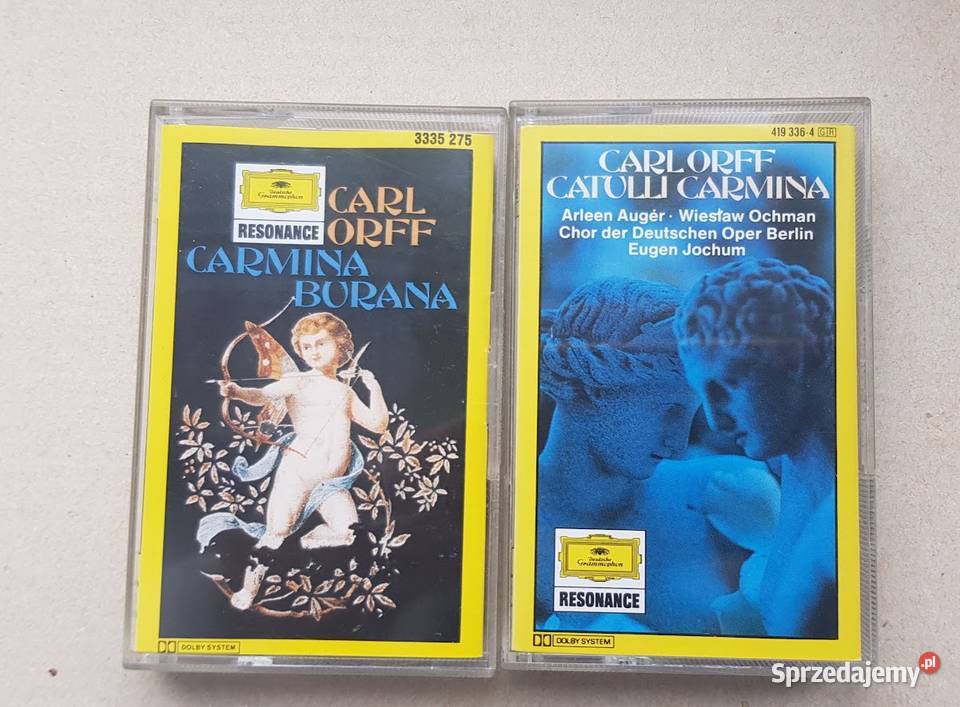 3335 275
Deutsche
Grammophon
RESONANCE
CARL
ORFF
CARMINA
BURANA
DOLBY SYSTEM
419 336-4 GIR
CARL ORFF
CATULLI CARMINA
Arleen Augér · Wiesław Ochman
Chor der Deutschen Oper Berlin
Eugen Jochum
Deutsche
Grammophon
RESONANCE
DOLBY SYSTEM
Sprzedajemy.pl